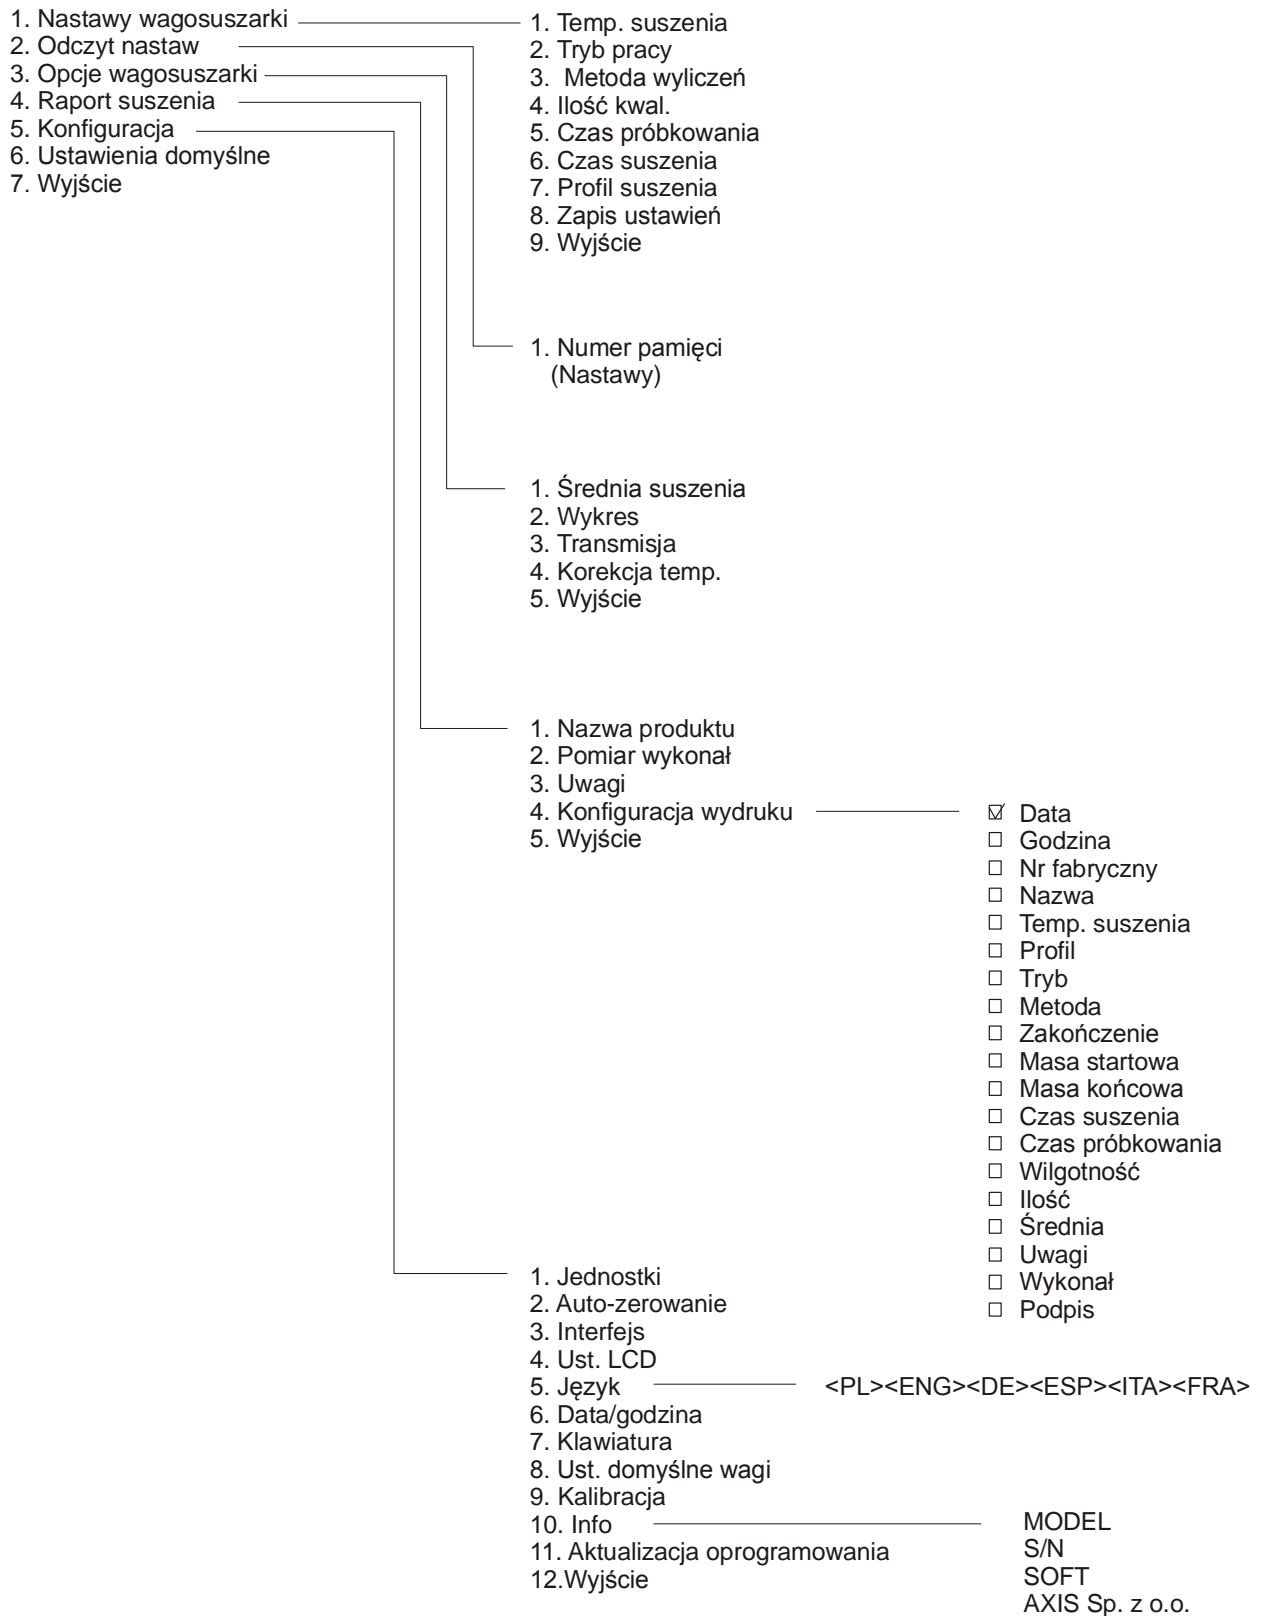 1. Nastawy wagosuszarki
2. Odczyt nastaw
3. Opcje wagosuszarki
4. Raport suszenia
5. Konfiguracja
6. Ustawienia domyślne
7. Wyjście
1. Temp. suszenia
2. Tryb pracy
3. Metoda wyliczeń
4. Ilość kwal.
5. Czas próbkowania
6. Czas suszenia
7. Profil suszenia
8. Zapis ustawień
9. Wyjście
1. Numer pamięci
(Nastawy)
1. Średnia suszenia
2. Wykres
3. Transmisja
4. Korekcja temp.
5. Wyjście
1. Nazwa produktu
2. Pomiar wykonał
3. Uwagi
4. Konfiguracja wydruku
5. Wyjście
☑ Data
☐ Godzina
☐ Nr fabryczny
☐ Nazwa
☐ Temp. suszenia
☐ Profil
☐ Tryb
☐ Metoda
☐ Zakończenie
☐ Masa startowa
☐ Masa końcowa
☐ Czas suszenia
☐ Czas próbkowania
☐ Wilgotność
☐ Ilość
☐ Średnia
☐ Uwagi
☐ Wykonał
☐ Podpis
1. Jednostki
2. Auto-zerowanie
3. Interfejs
4. Ust. LCD
5. Język
<PL><ENG><DE><ESP><ITA><FRA>
6. Data/godzina
7. Klawiatura
8. Ust. domyślne wagi
9. Kalibracja
10. Info
11. Aktualizacja oprogramowania
12.Wyjście
MODEL
S/N
SOFT
AXIS Sp. z o.o.